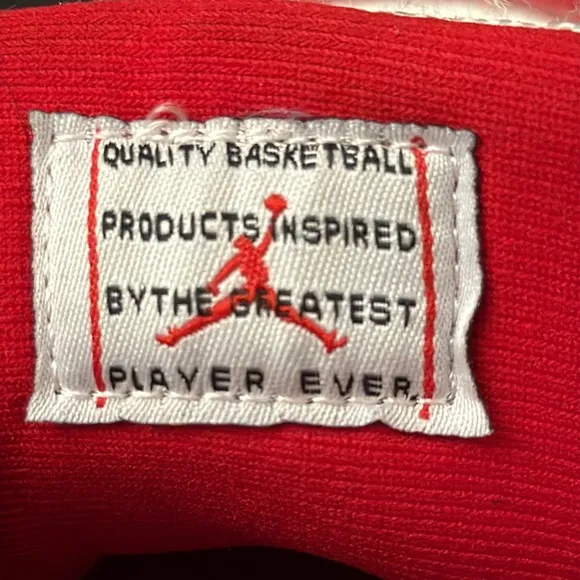 QUALITY BASKETBALL
PRODUCTS INSPIRED
BY THE GREATEST
PLAYER EVER.